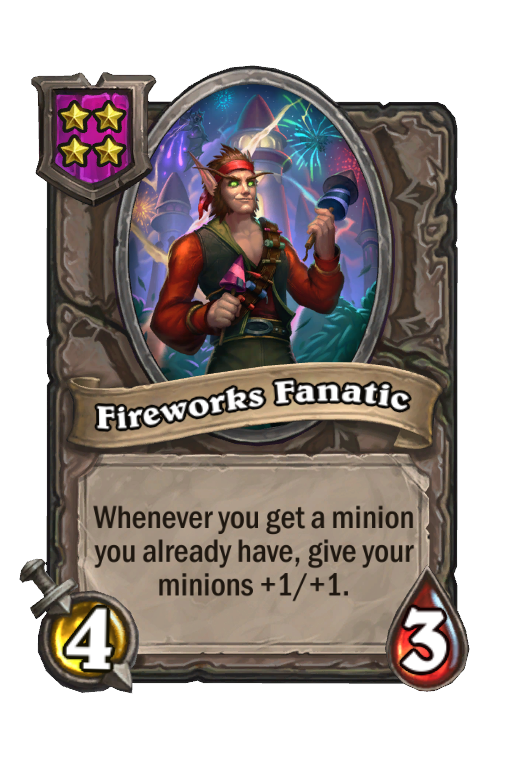 Fireworks Fanatic
Whenever you get a minion
you already have, give your
minions +1/+1.
4
3